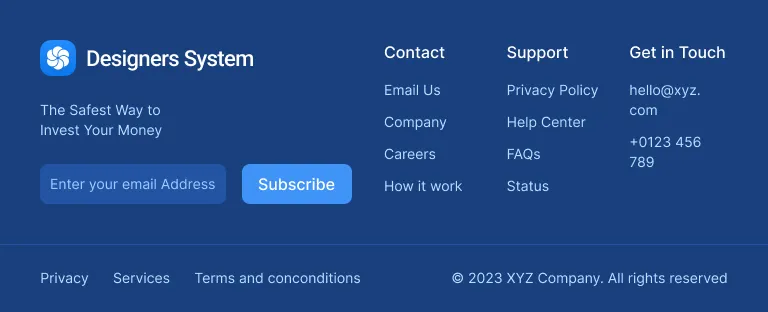 Designers System
The Safest Way to
Invest Your Money
Enter your email Address
Subscribe
Contact
Email Us
Company
Careers
How it work
Support
Privacy Policy
Help Center
FAQs
Status
Get in Touch
hello@xyz.
com
+0123 456
789
Privacy
Services
Terms and conconditions
© 2023 XYZ Company. All rights reserved